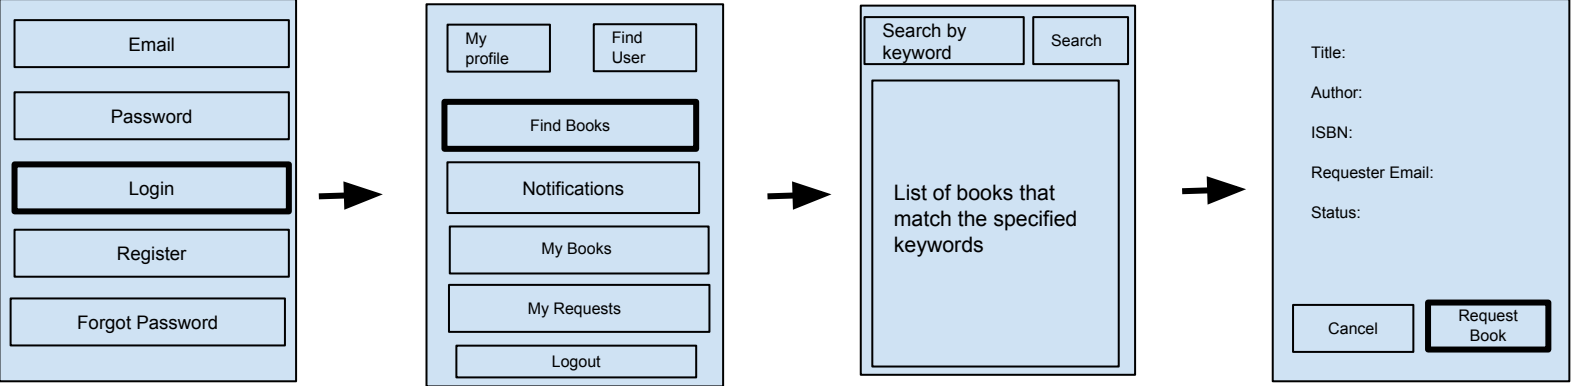 Email
Password
Login
Register
Forgot Password
My
profile
Find
User
Find Books
Notifications
My Books
My Requests
Logout
Search by
keyword
Search
List of books that
match the specified
keywords
Title:
Author:
ISBN:
Requester Email:
Status:
Cancel
Request
Book